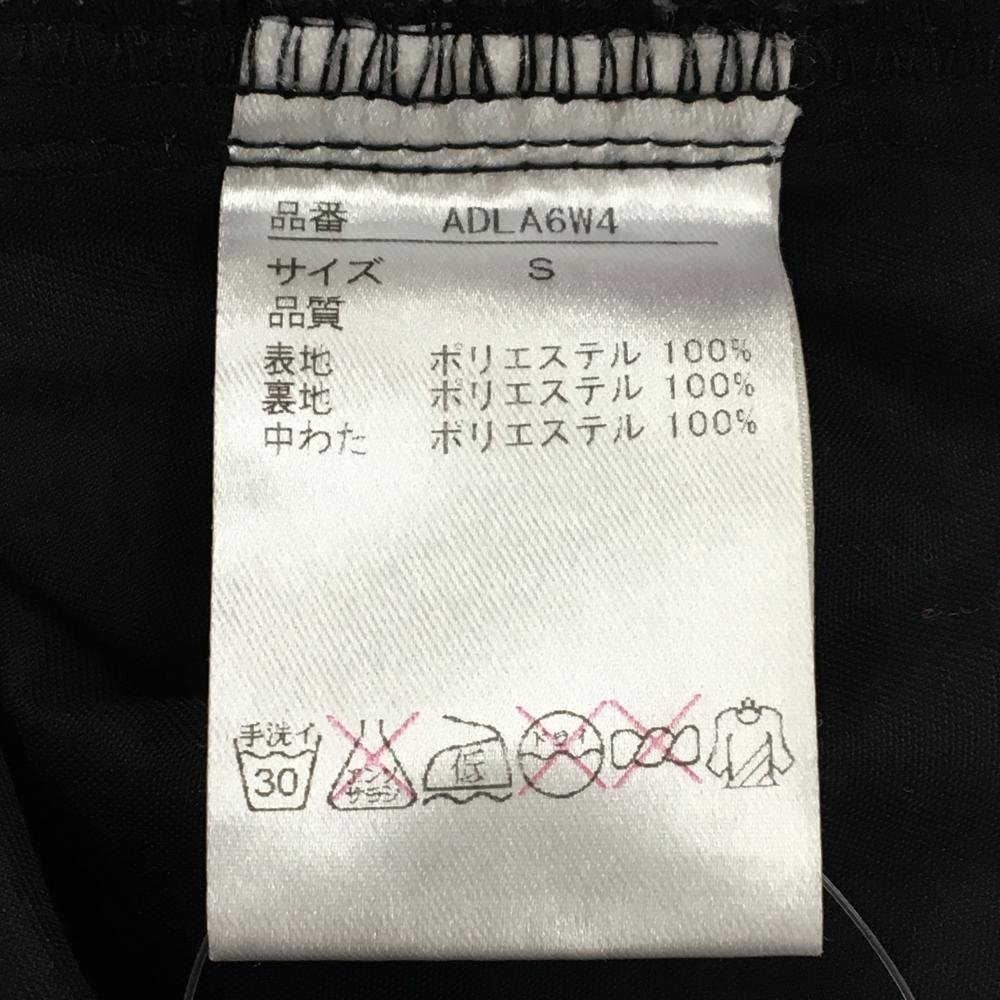 品番 ADLA6W4
サイズ S
品質
表地 ポリエステル 100%
裏地 ポリエステル 100%
中わた ポリエステル 100%
手洗イ 30 エンソ サラシ 低 ドライ